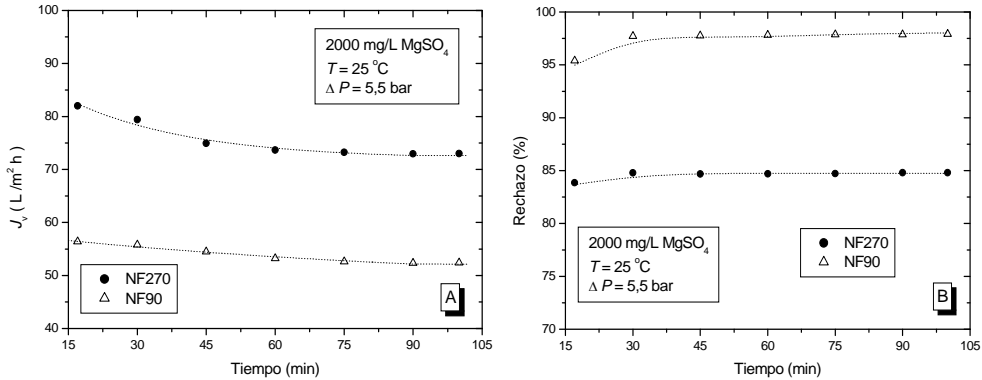 100
90
80
70
60
50
40
J_v ( L /m² h )
2000 mg/L MgSO₄
T = 25 °C
Δ P = 5,5 bar
NF270
NF90
A
15 30 45 60 75 90 105
Tiempo (min)
100
95
90
85
80
75
70
Rechazo (%)
2000 mg/L MgSO₄
T = 25 °C
Δ P = 5,5 bar
NF270
NF90
B
15 30 45 60 75 90 105
Tiempo (min)